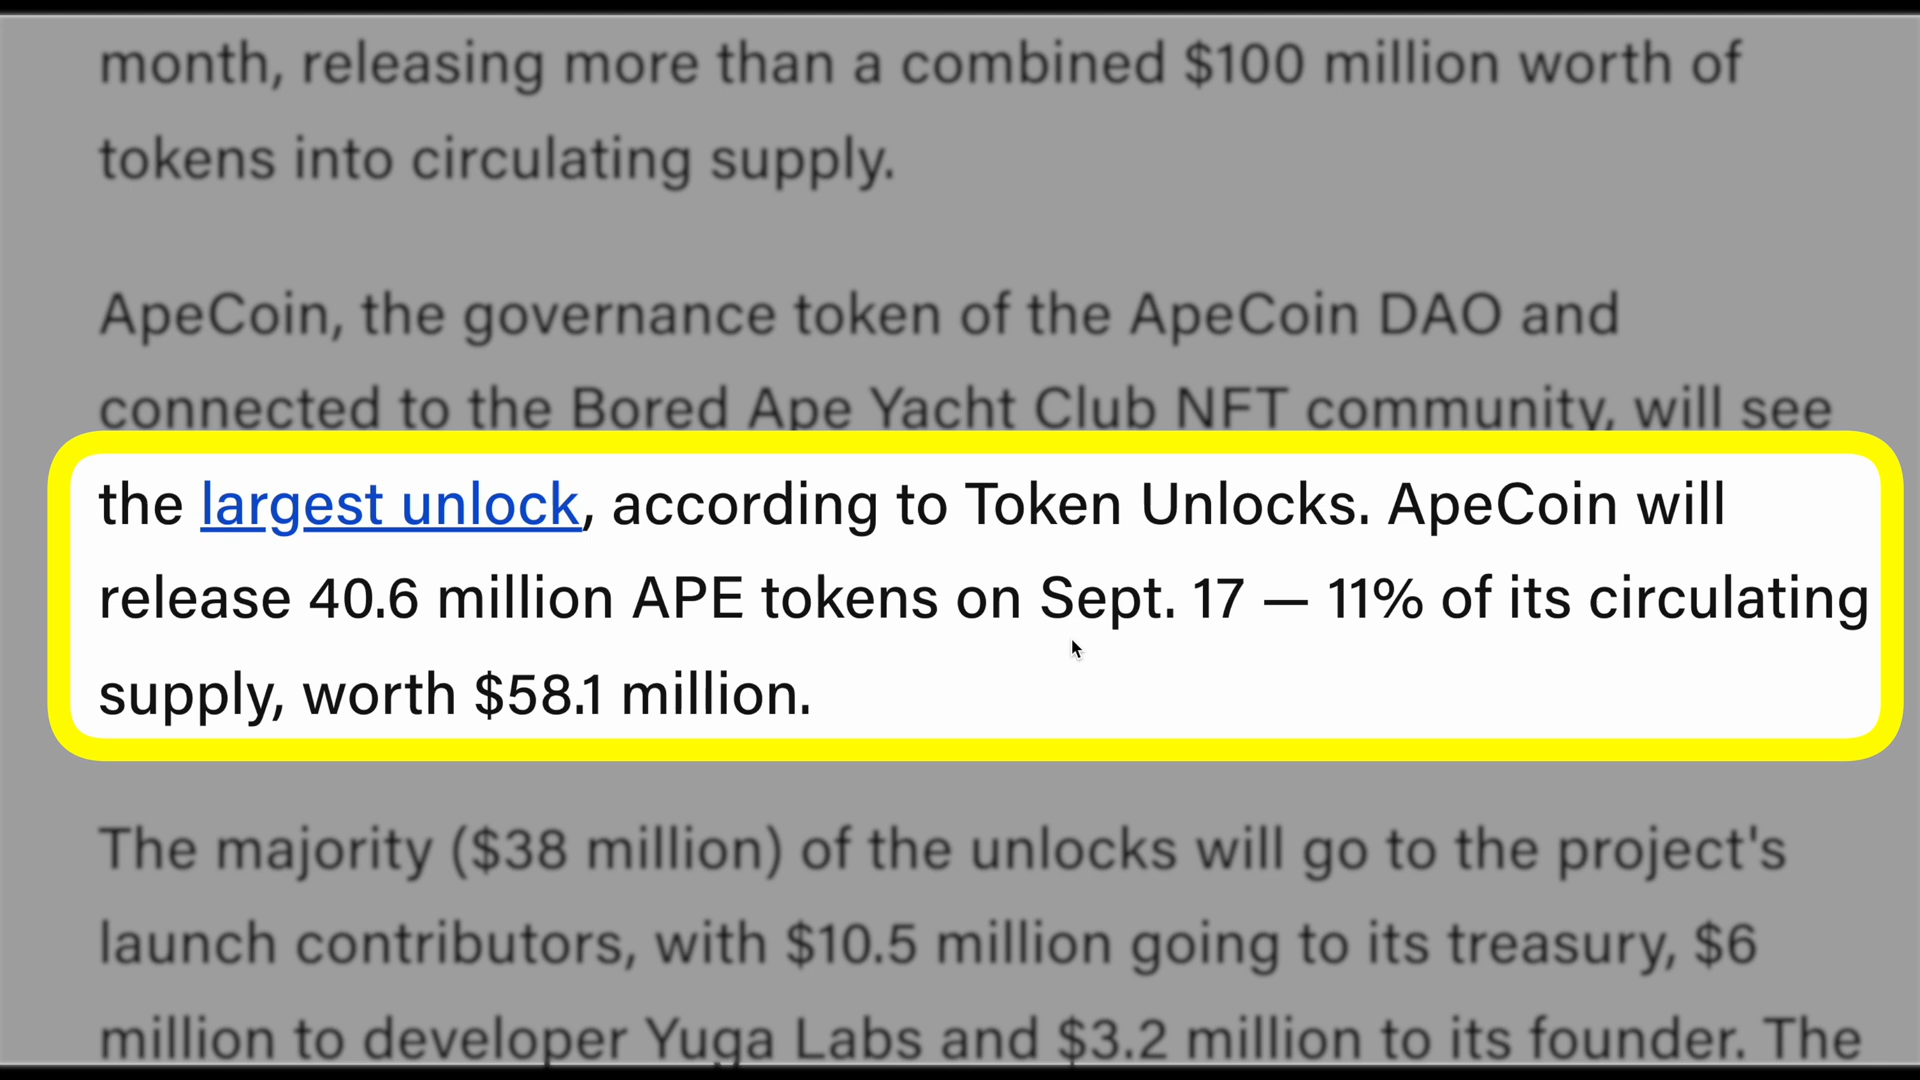 month, releasing more than a combined $100 million worth of
tokens into circulating supply.
ApeCoin, the governance token of the ApeCoin DAO and
connected to the Bored Ape Yacht Club NFT community, will see
the largest unlock, according to Token Unlocks. ApeCoin will
release 40.6 million APE tokens on Sept. 17 — 11% of its circulating
supply, worth $58.1 million.
The majority ($38 million) of the unlocks will go to the project's
launch contributors, with $10.5 million going to its treasury, $6
million to developer Yuga Labs and $3.2 million to its founder. The